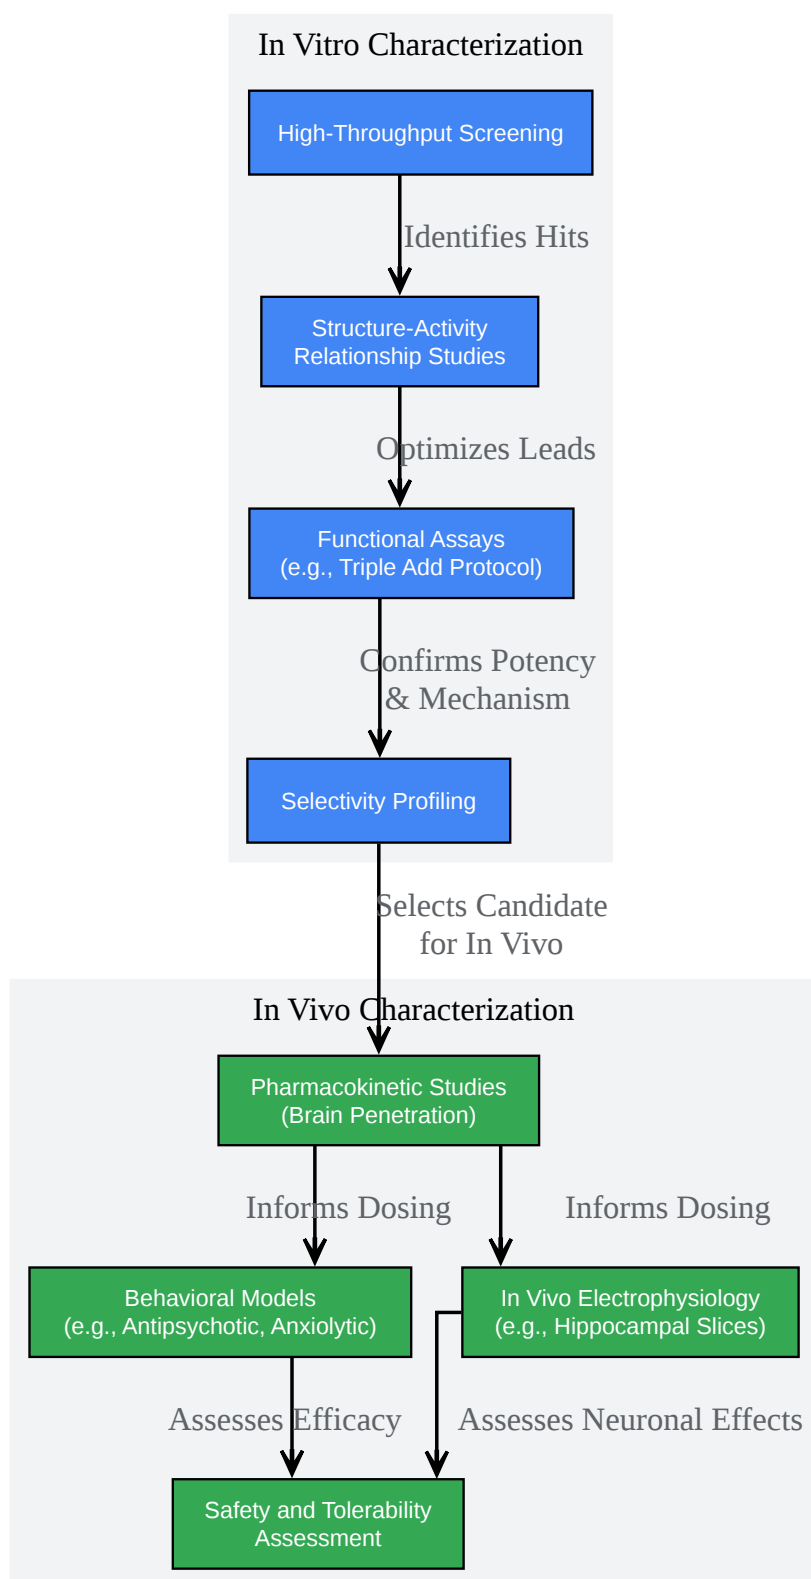 In Vitro Characterization
High-Throughput Screening
Identifies Hits
Structure-Activity
Relationship Studies
Optimizes Leads
Functional Assays
(e.g., Triple Add Protocol)
Confirms Potency
& Mechanism
Selectivity Profiling
Selects Candidate
for In Vivo
In Vivo Characterization
Pharmacokinetic Studies
(Brain Penetration)
Informs Dosing
Informs Dosing
Behavioral Models
(e.g., Antipsychotic, Anxiolytic)
In Vivo Electrophysiology
(e.g., Hippocampal Slices)
Assesses Efficacy
Assesses Neuronal Effects
Safety and Tolerability
Assessment